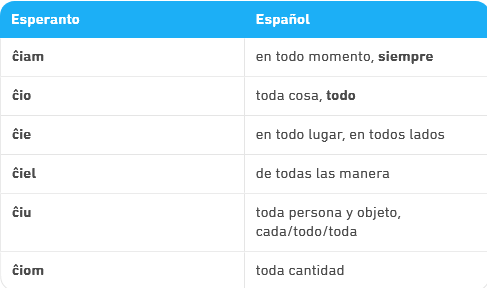 Esperanto Español
ĉiam en todo momento, siempre
ĉio toda cosa, todo
ĉie en todo lugar, en todos lados
ĉiel de todas las manera
ĉiu toda persona y objeto,
cada/todo/toda
ĉiom toda cantidad